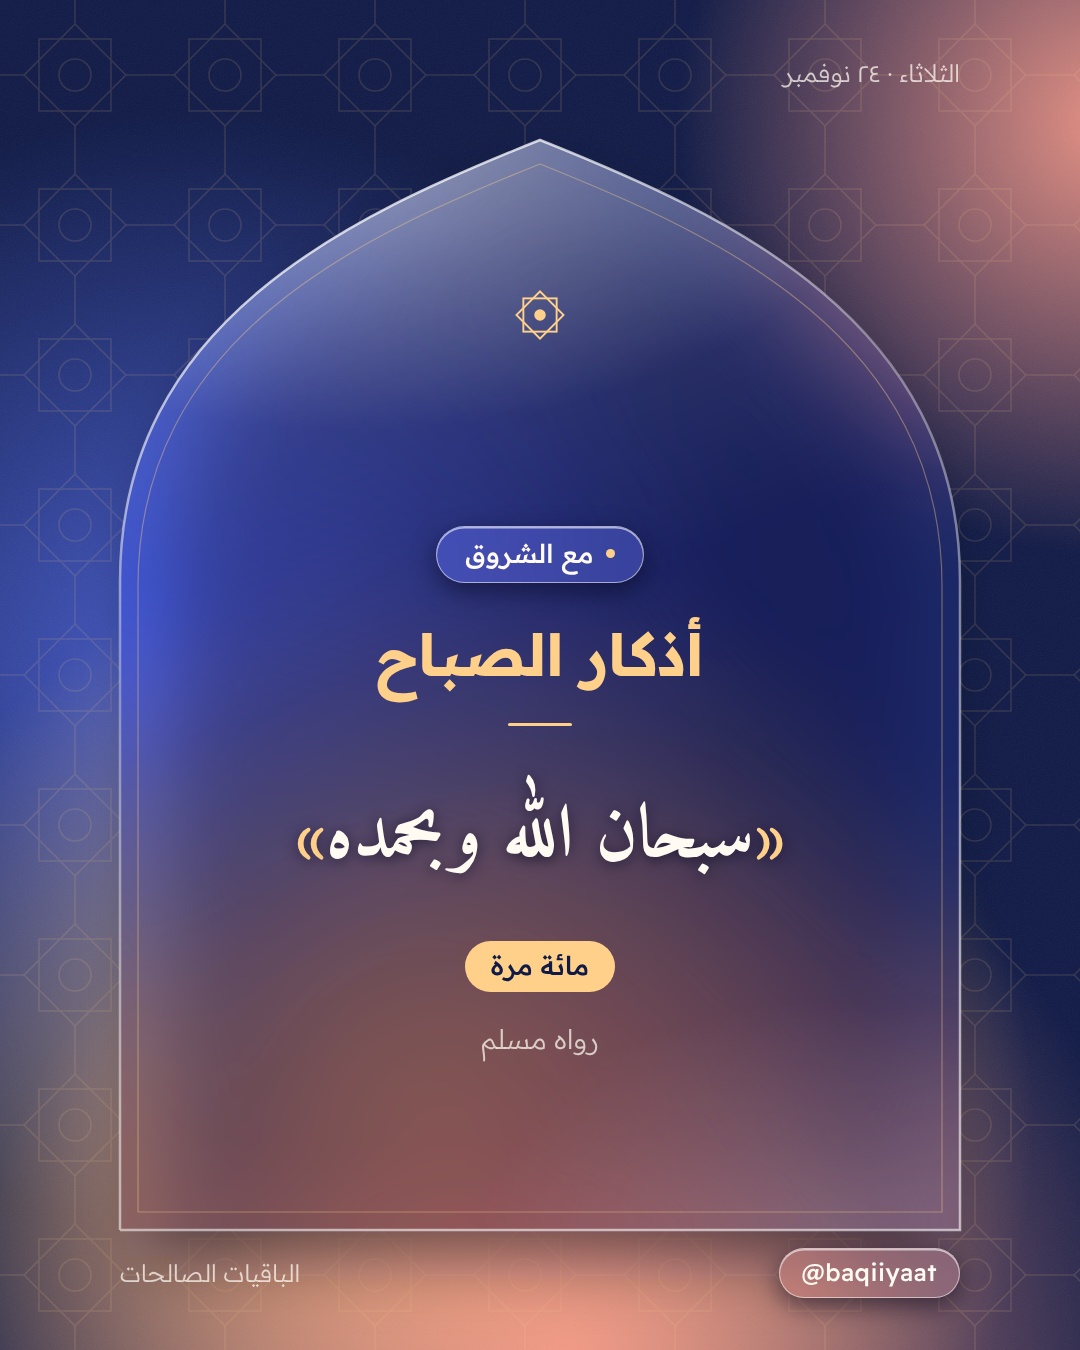 الثلاثاء · ٢٤ نوفمبر
مع الشروق
أذكار الصباح
«سبحان الله وبحمده»
مائة مرة
رواه مسلم
@baqiiyaat
الباقيات الصالحات